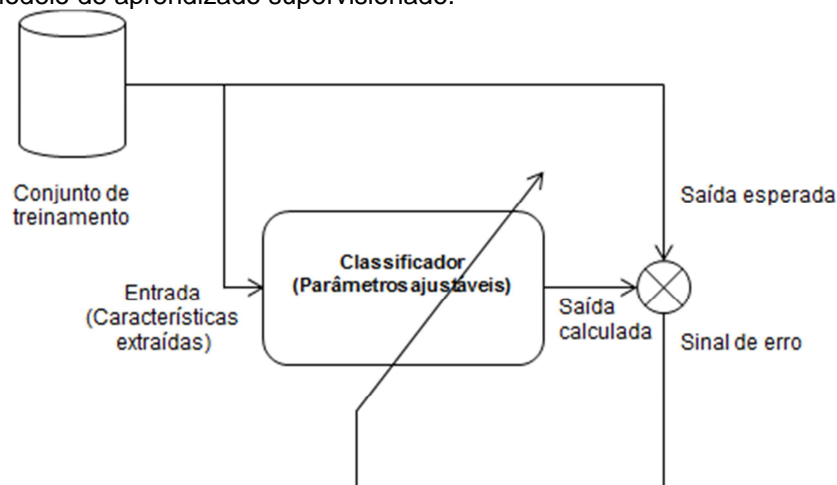 modelo de aprendizado supervisionado.
Conjunto de
treinamento
Saída esperada
Classificador
(Parâmetros ajustáveis)
Entrada
(Características
extraídas)
Saída
calculada
Sinal de erro